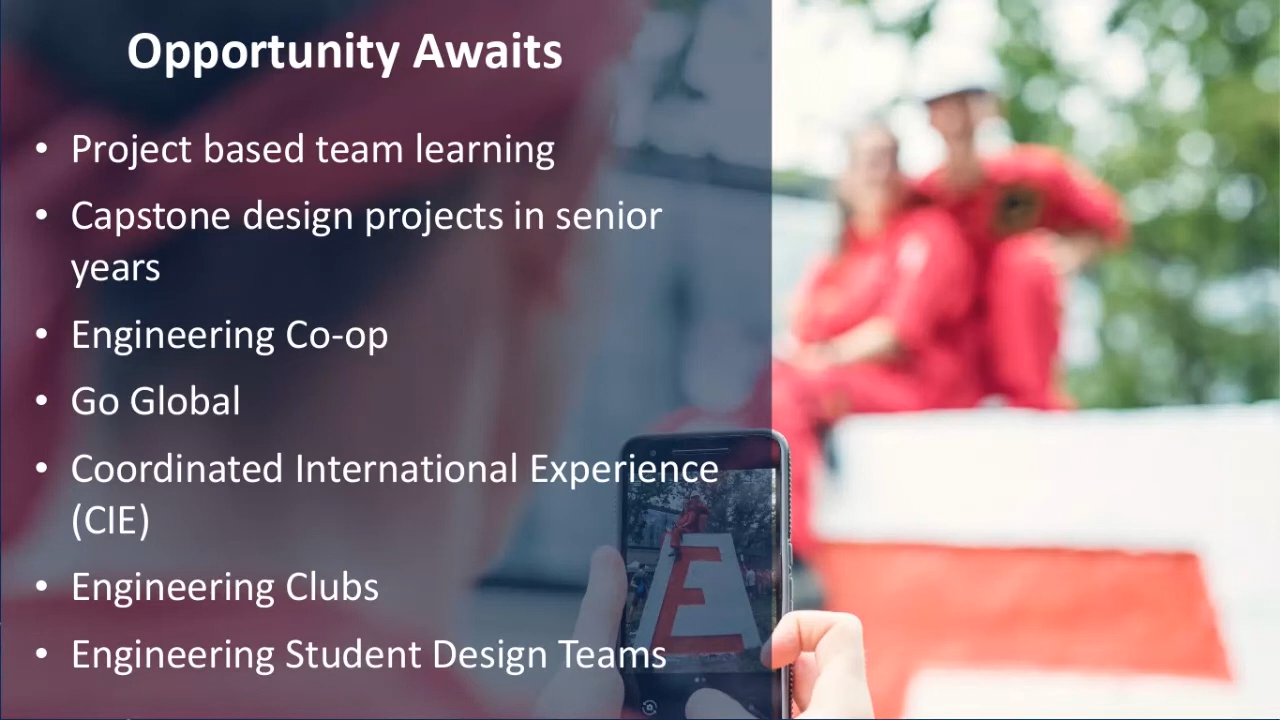 Opportunity Awaits
• Project based team learning
• Capstone design projects in senior
years
• Engineering Co-op
• Go Global
• Coordinated International Experience
(CIE)
• Engineering Clubs
• Engineering Student Design Teams
E